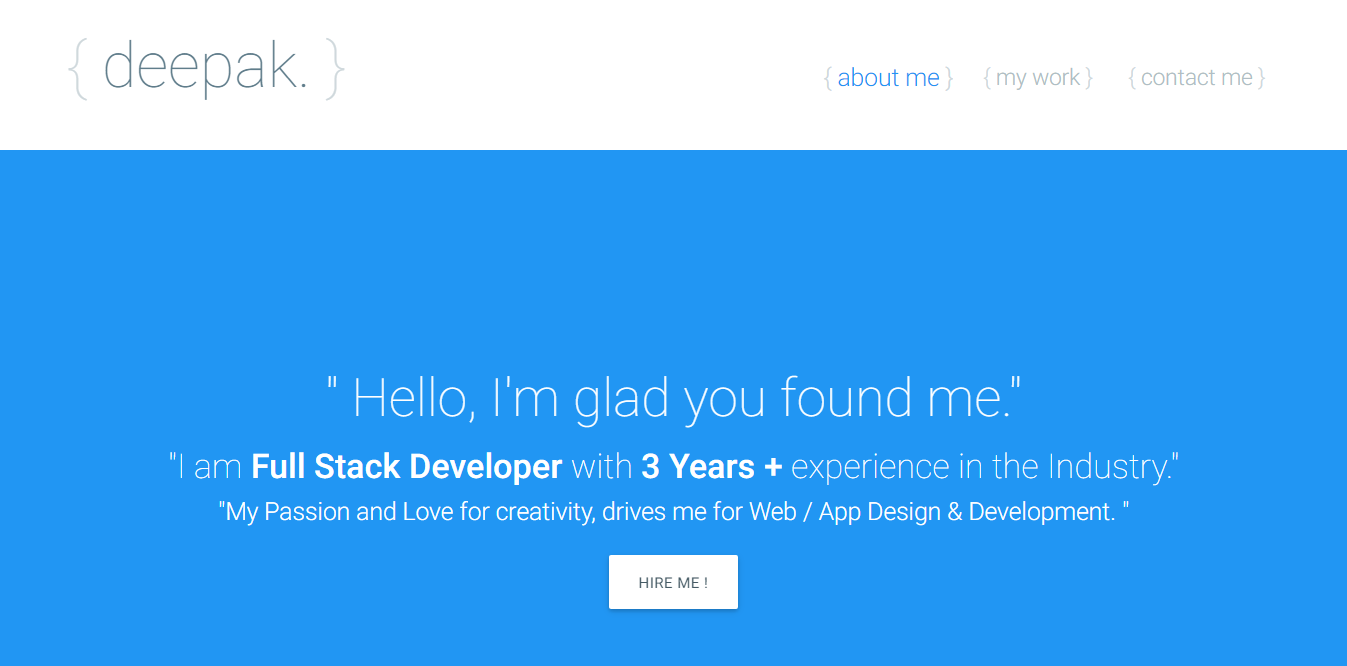 { deepak. }
{ about me } { my work } { contact me }
" Hello, I'm glad you found me."
"I am Full Stack Developer with 3 Years + experience in the Industry."
"My Passion and Love for creativity, drives me for Web / App Design & Development. "
HIRE ME !